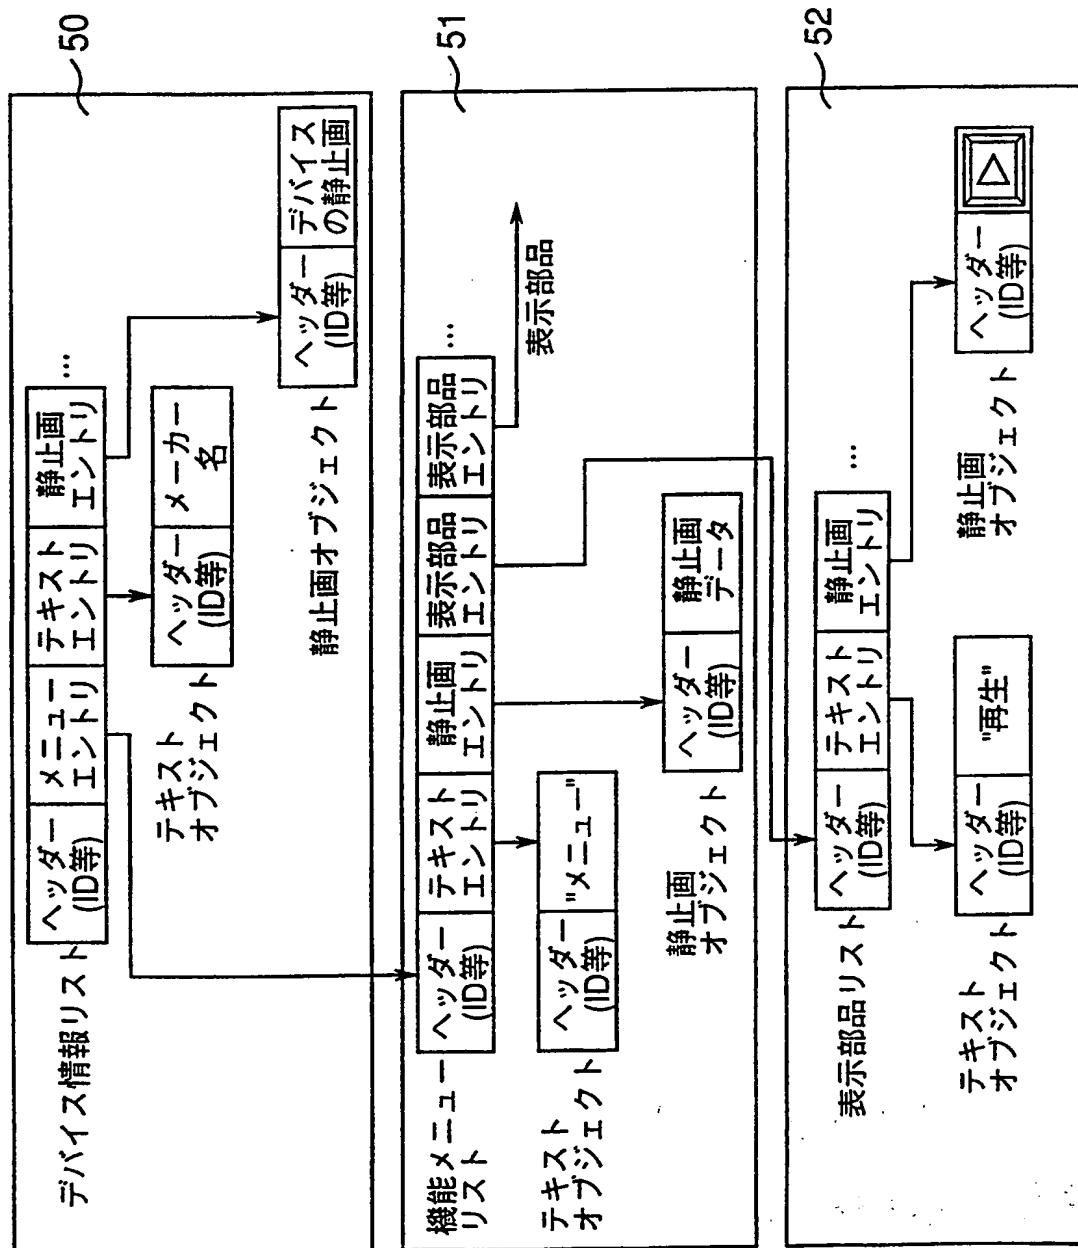 50
デバイス情報リスト
ヘッダー
(ID等)
メニュー
エントリ
テキスト
エントリ
静止画
エントリ
...
テキスト
オブジェクト
ヘッダー
(ID等)
メーカー
名
静止画オブジェクト
ヘッダー
(ID等)
デバイス
の静止画
51
機能メニュー
リスト
ヘッダー
(ID等)
テキスト
エントリ
静止画
エントリ
表示部品
エントリ
表示部品
エントリ
...
表示部品
テキスト
オブジェクト
ヘッダー
(ID等)
"メニュー"
静止画
オブジェクト
ヘッダー
(ID等)
静止画
データ
52
表示部品リスト
ヘッダー
(ID等)
テキスト
エントリ
静止画
エントリ
...
テキスト
オブジェクト
ヘッダー
(ID等)
"再生"
静止画
オブジェクト
ヘッダー
(ID等)